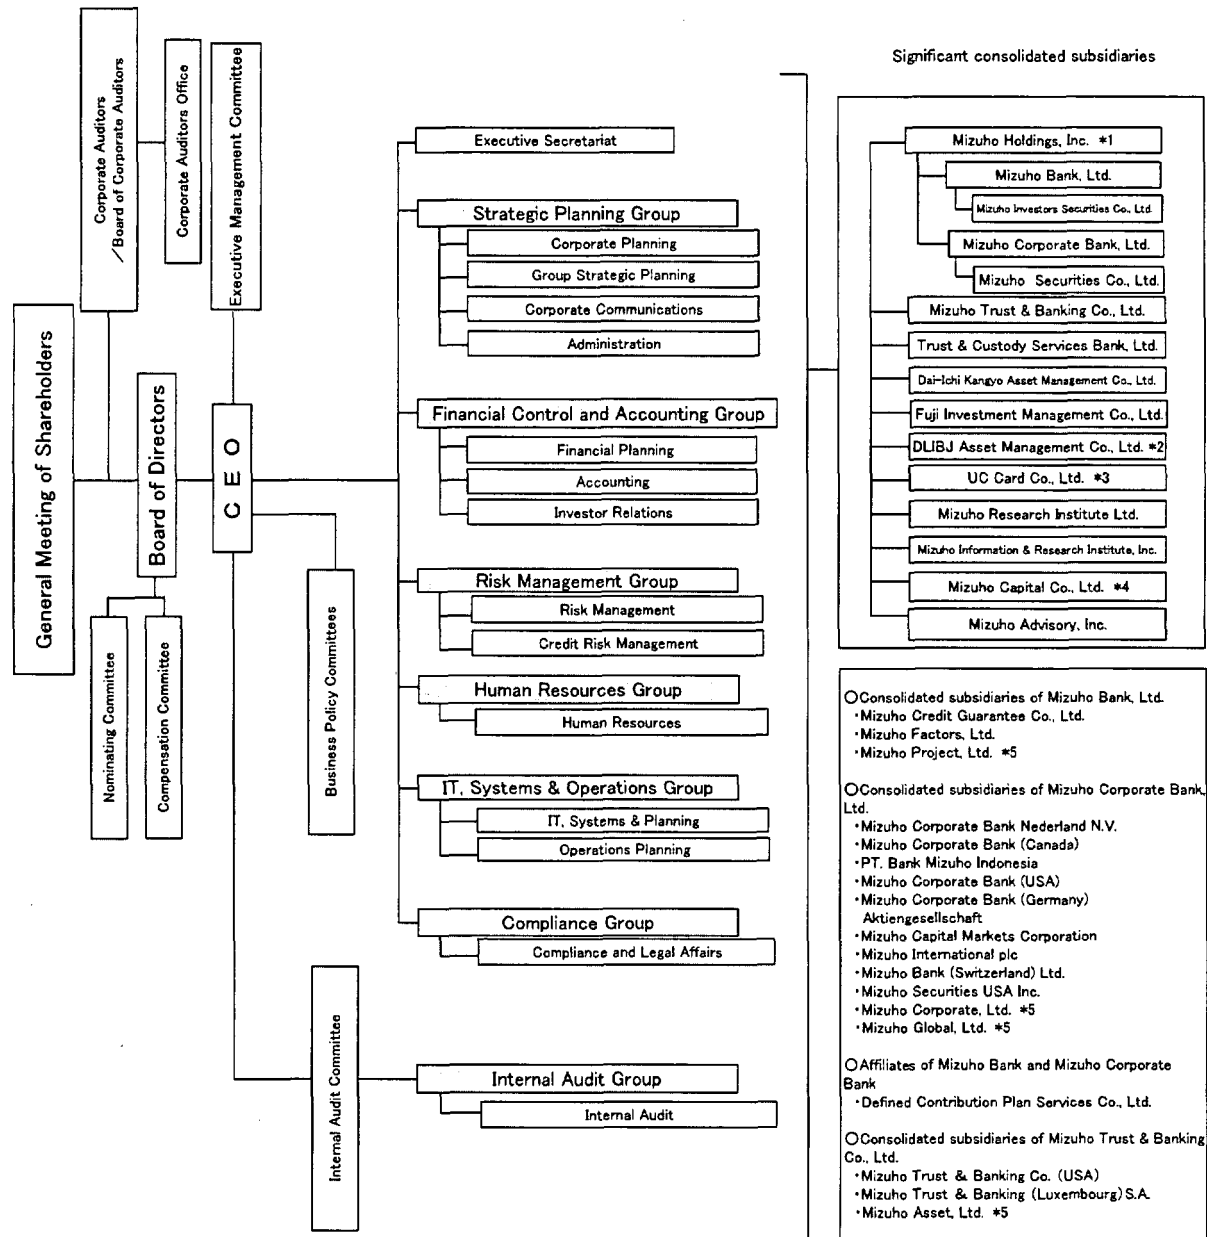 General Meeting of Shareholders
Corporate Auditors
/Board of Corporate Auditors
Corporate Auditors Office
Executive Management Committee
Board of Directors
CEO
Nominating Committee
Compensation Committee
Business Policy Committees
Internal Audit Committee
Executive Secretariat
Strategic Planning Group
Corporate Planning
Group Strategic Planning
Corporate Communications
Administration
Financial Control and Accounting Group
Financial Planning
Accounting
Investor Relations
Risk Management Group
Risk Management
Credit Risk Management
Human Resources Group
Human Resources
IT, Systems & Operations Group
IT, Systems & Planning
Operations Planning
Compliance Group
Compliance and Legal Affairs
Internal Audit Group
Internal Audit
Significant consolidated subsidiaries
Mizuho Holdings, Inc. *1
Mizuho Bank, Ltd.
Mizuho Investors Securities Co., Ltd.
Mizuho Corporate Bank, Ltd.
Mizuho Securities Co., Ltd.
Mizuho Trust & Banking Co., Ltd.
Trust & Custody Services Bank, Ltd.
Dai-Ichi Kangyo Asset Management Co., Ltd.
Fuji Investment Management Co., Ltd.
DLIBJ Asset Management Co., Ltd. *2
UC Card Co., Ltd. *3
Mizuho Research Institute Ltd.
Mizuho Information & Research Institute, Inc.
Mizuho Capital Co., Ltd. *4
Mizuho Advisory, Inc.
○Consolidated subsidiaries of Mizuho Bank, Ltd.
・Mizuho Credit Guarantee Co., Ltd.
・Mizuho Factors, Ltd.
・Mizuho Project, Ltd. *5
○Consolidated subsidiaries of Mizuho Corporate Bank,
Ltd.
・Mizuho Corporate Bank Nederland N.V.
・Mizuho Corporate Bank (Canada)
・PT. Bank Mizuho Indonesia
・Mizuho Corporate Bank (USA)
・Mizuho Corporate Bank (Germany)
Aktiengesellschaft
・Mizuho Capital Markets Corporation
・Mizuho International plc
・Mizuho Bank (Switzerland) Ltd.
・Mizuho Securities USA Inc.
・Mizuho Corporate, Ltd. *5
・Mizuho Global, Ltd. *5
○Affiliates of Mizuho Bank and Mizuho Corporate
Bank
・Defined Contribution Plan Services Co., Ltd.
○Consolidated subsidiaries of Mizuho Trust & Banking
Co., Ltd.
・Mizuho Trust & Banking Co. (USA)
・Mizuho Trust & Banking (Luxembourg) S.A.
・Mizuho Asset, Ltd. *5